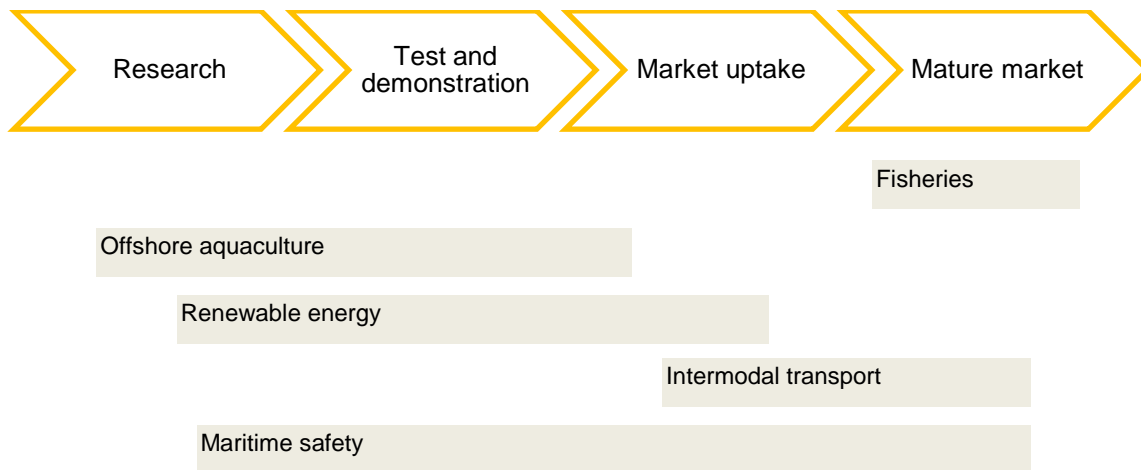 Research
Test and
demonstration
Market uptake
Mature market
Fisheries
Offshore aquaculture
Renewable energy
Intermodal transport
Maritime safety